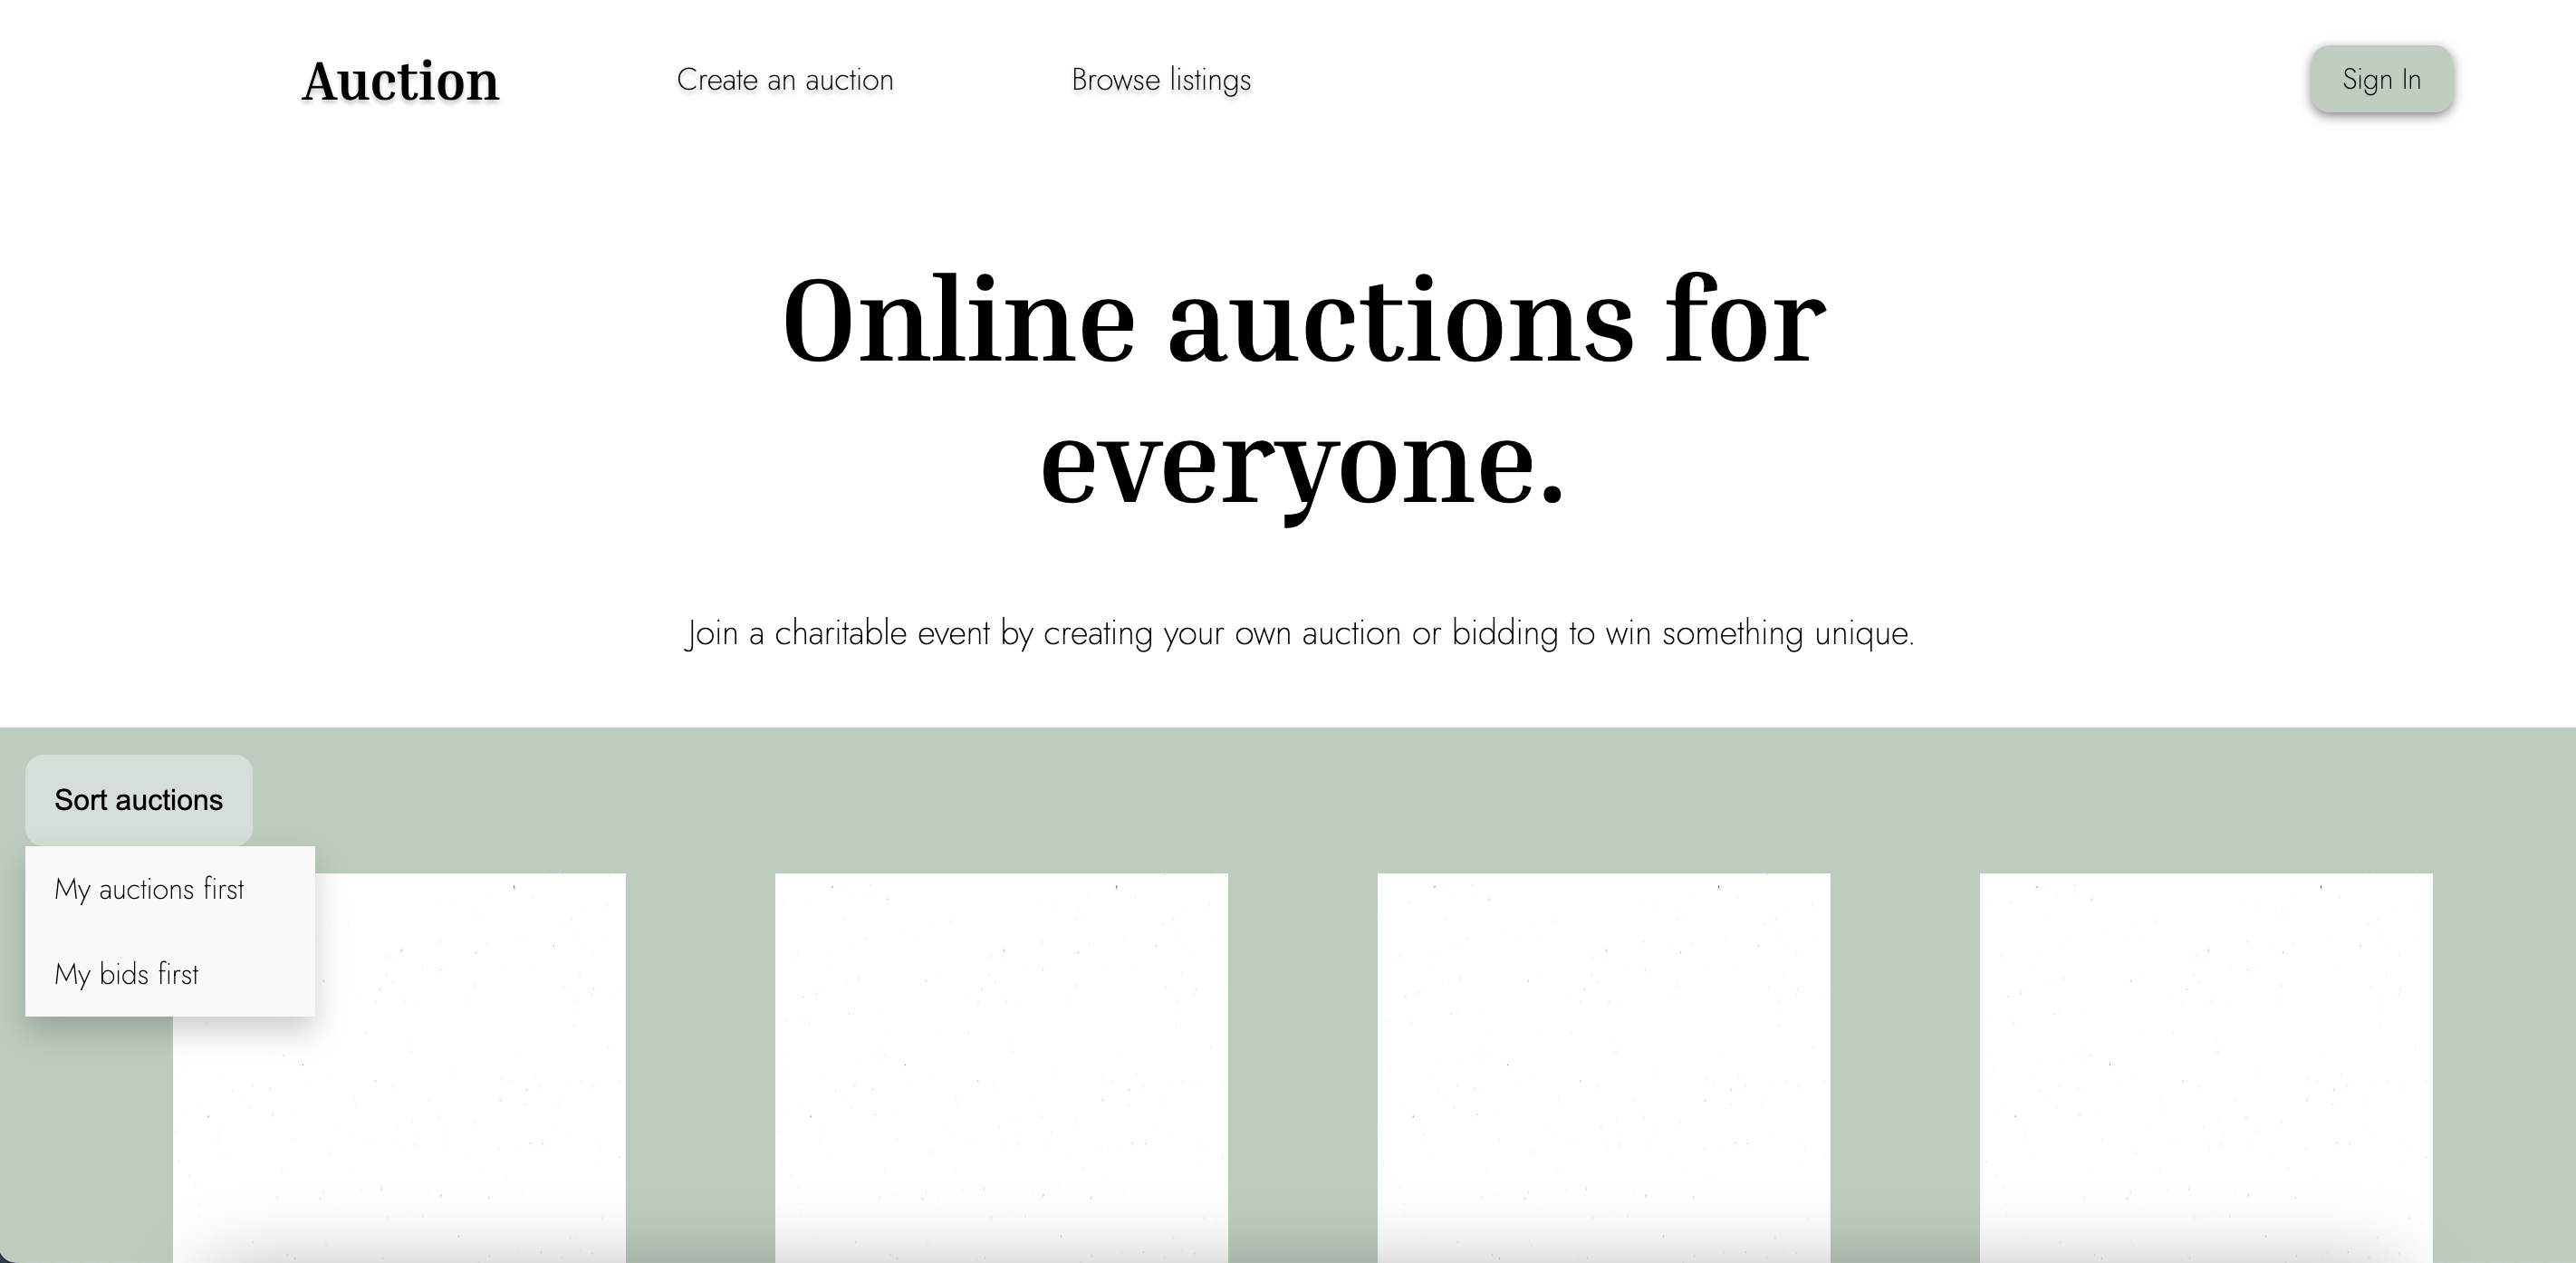 Auction
Create an auction
Browse listings
Sign In
Online auctions for
everyone.
Join a charitable event by creating your own auction or bidding to win something unique.
Sort auctions
My auctions first
My bids first